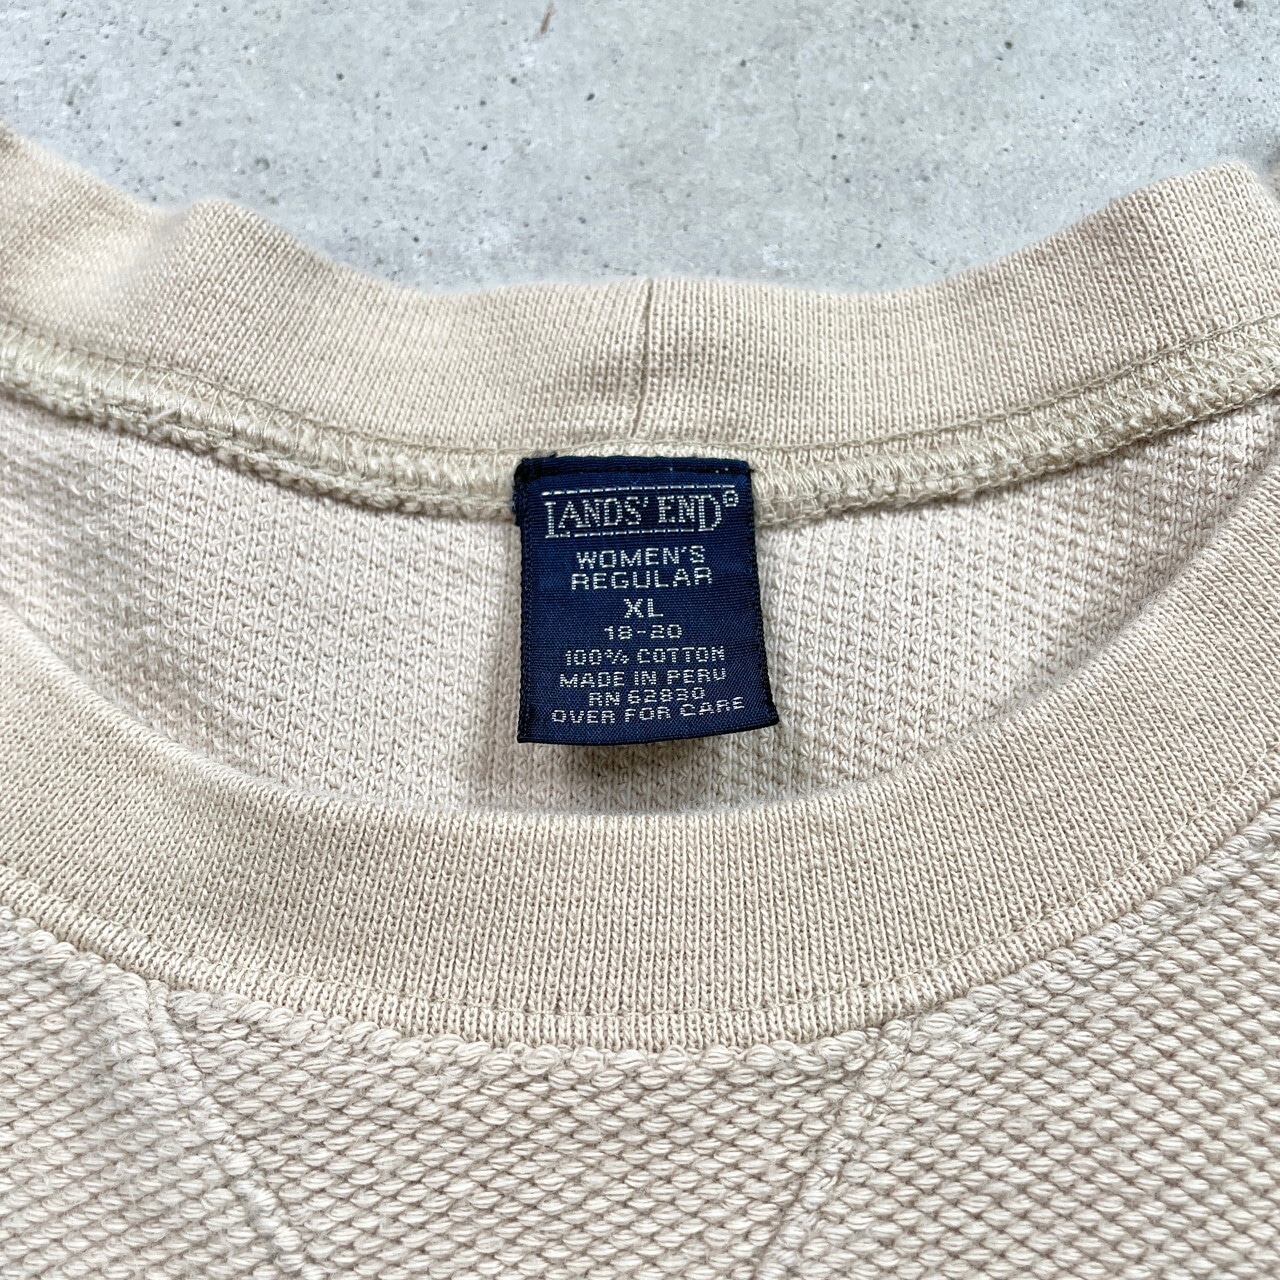 LANDS' END®
WOMEN'S
REGULAR
XL
18-20
100% COTTON
MADE IN PERU
RN 62830
OVER FOR CARE